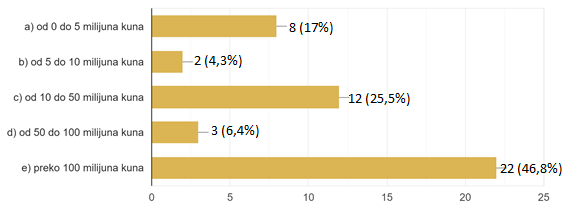 a) od 0 do 5 milijuna kuna
8 (17%)
b) od 5 do 10 milijuna kuna
2 (4,3%)
c) od 10 do 50 milijuna kuna
12 (25,5%)
d) od 50 do 100 milijuna kuna
3 (6,4%)
e) preko 100 milijuna kuna
22 (46,8%)
0 5 10 15 20 25